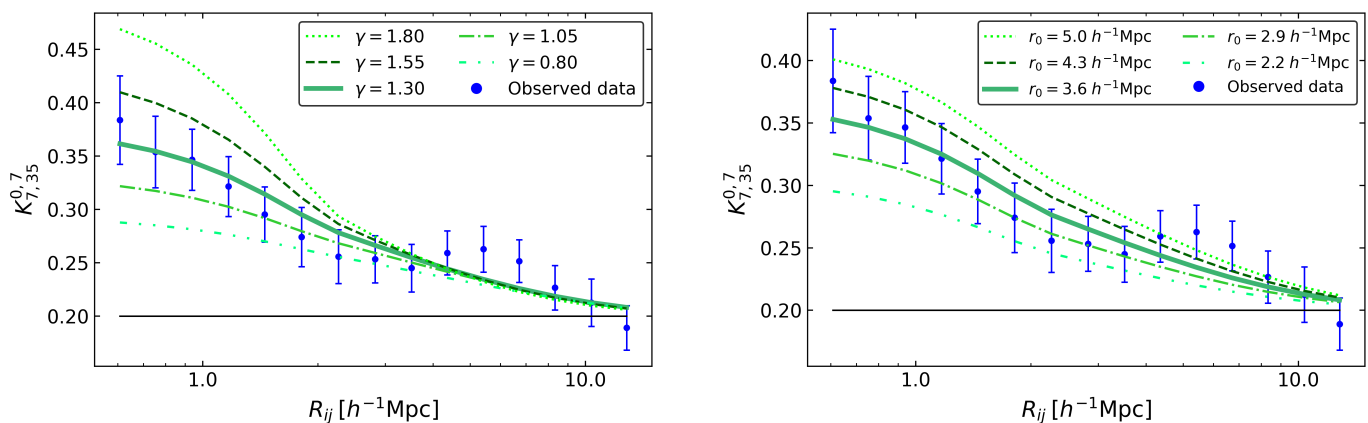 γ = 1.80
γ = 1.55
γ = 1.30
γ = 1.05
γ = 0.80
Observed data
0.45
0.40
0.35
0.30
0.25
0.20
K^{0,7}_{7,35}
1.0
10.0
R_{ij} [h^{-1}Mpc]
r_0 = 5.0 h^{-1}Mpc
r_0 = 4.3 h^{-1}Mpc
r_0 = 3.6 h^{-1}Mpc
r_0 = 2.9 h^{-1}Mpc
r_0 = 2.2 h^{-1}Mpc
Observed data
0.40
0.35
0.30
0.25
0.20
K^{0,7}_{7,35}
1.0
10.0
R_{ij} [h^{-1}Mpc]